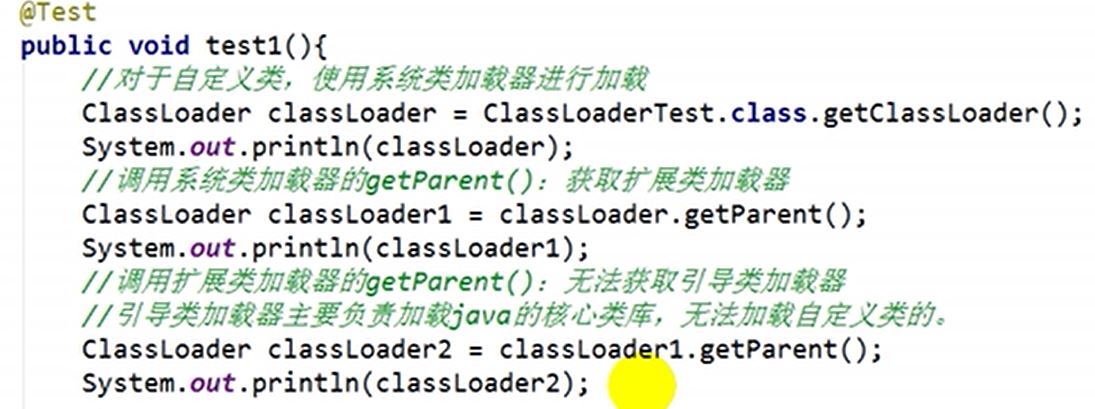 @Test
public void test1(){
//对于自定义类，使用系统类加载器进行加载
ClassLoader classLoader = ClassLoaderTest.class.getClassLoader();
System.out.println(classLoader);
//调用系统类加载器的getParent()：获取扩展类加载器
ClassLoader classLoader1 = classLoader.getParent();
System.out.println(classLoader1);
//调用扩展类加载器的getParent()：无法获取引导类加载器
//引导类加载器主要负责加载java的核心类库，无法加载自定义类的。
ClassLoader classLoader2 = classLoader1.getParent();
System.out.println(classLoader2);